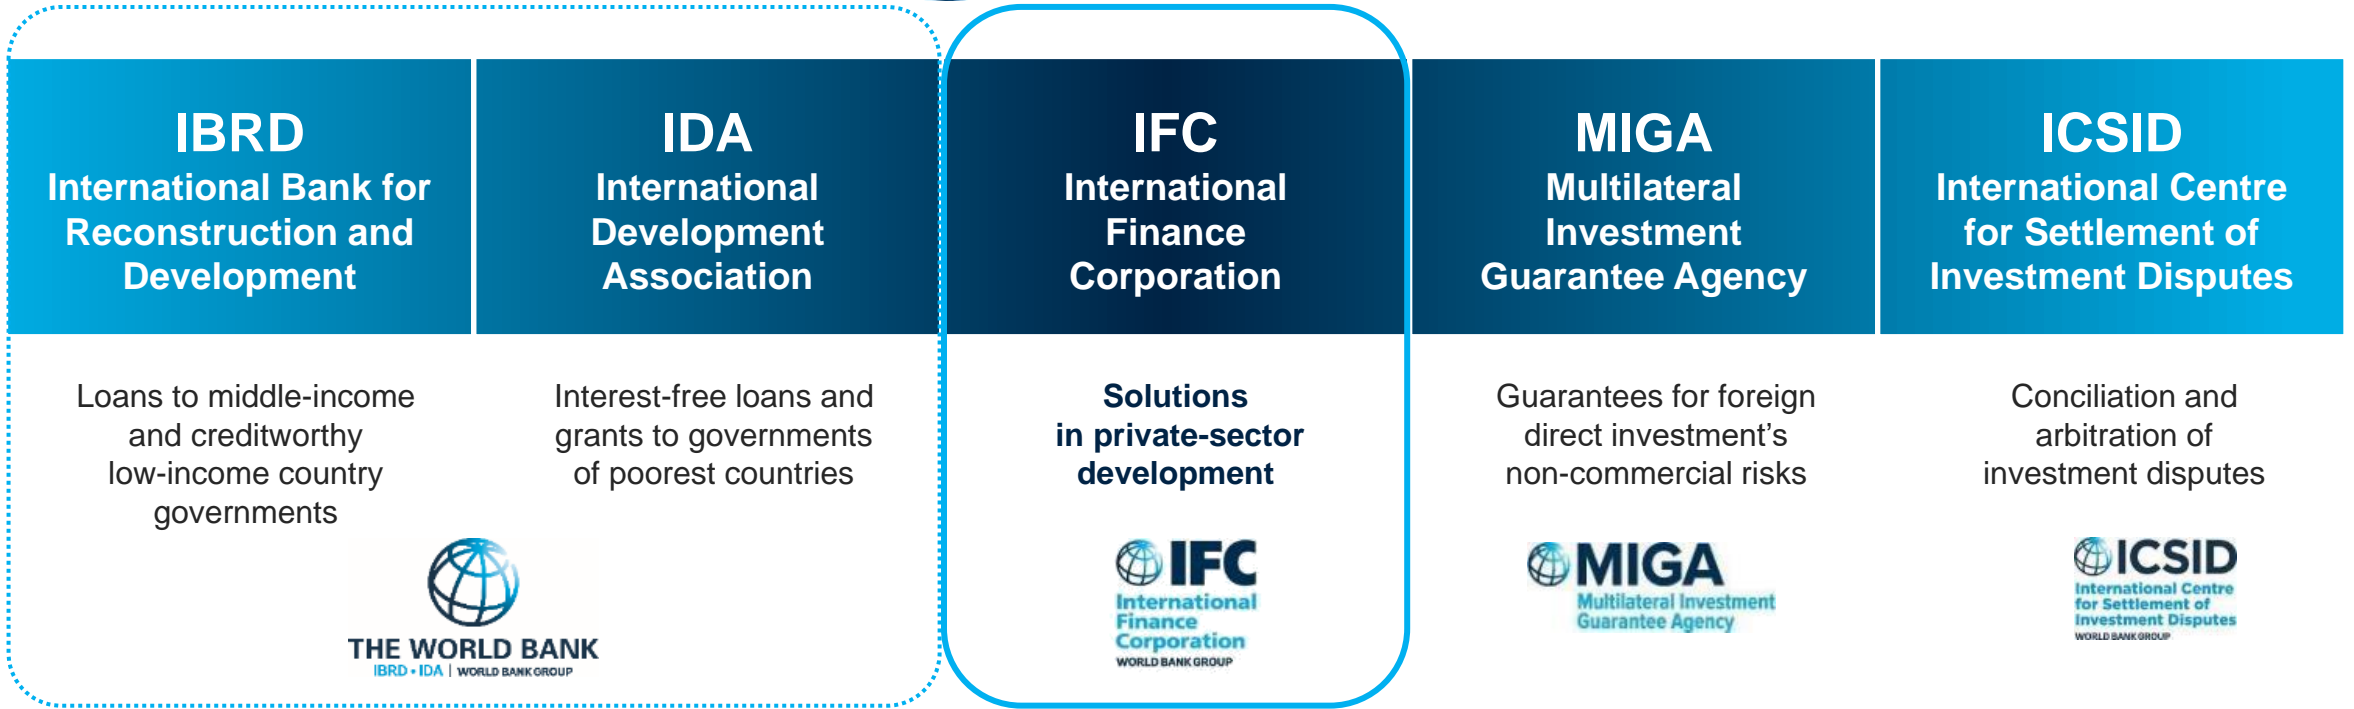 IBRD
International Bank for
Reconstruction and
Development
Loans to middle-income
and creditworthy
low-income country
governments
IDA
International
Development
Association
Interest-free loans and
grants to governments
of poorest countries
THE WORLD BANK
IBRD • IDA | WORLD BANK GROUP
IFC
International
Finance
Corporation
Solutions
in private-sector
development
IFC
International
Finance
Corporation
WORLD BANK GROUP
MIGA
Multilateral
Investment
Guarantee Agency
Guarantees for foreign
direct investment's
non-commercial risks
MIGA
Multilateral Investment
Guarantee Agency
ICSID
International Centre
for Settlement of
Investment Disputes
Conciliation and
arbitration of
investment disputes
ICSID
International Centre
for Settlement of
Investment Disputes
WORLD BANK GROUP